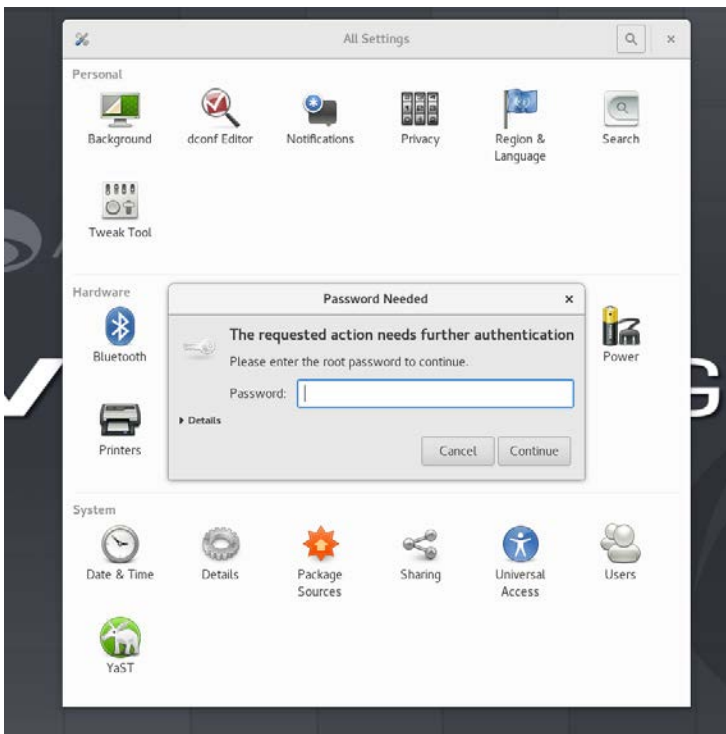 All Settings
Personal
Background
dconf Editor
Notifications
Privacy
Region &
Language
Search
Tweak Tool
Hardware
Bluetooth
Power
Printers
Password Needed
The requested action needs further authentication
Please enter the root password to continue.
Password:
Details
Cancel
Continue
System
Date & Time
Details
Package
Sources
Sharing
Universal
Access
Users
YaST